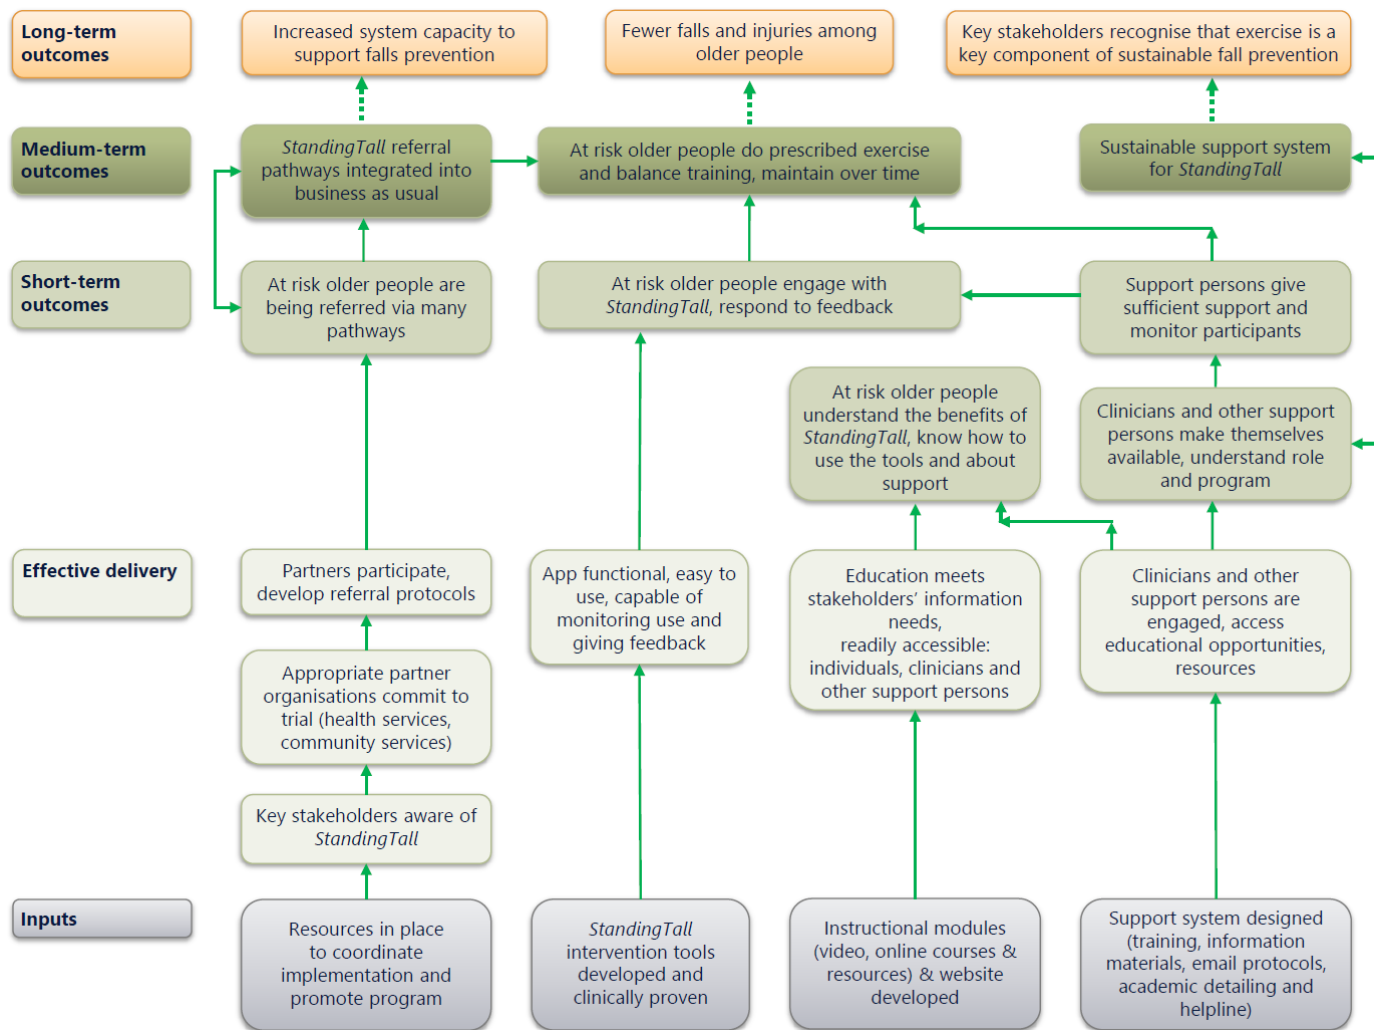 Long-term
outcomes
Increased system capacity to
support falls prevention
Fewer falls and injuries among
older people
Key stakeholders recognise that exercise is a
key component of sustainable fall prevention
Medium-term
outcomes
StandingTall referral
pathways integrated into
business as usual
At risk older people do prescribed exercise
and balance training, maintain over time
Sustainable support system
for StandingTall
Short-term
outcomes
At risk older people are
being referred via many
pathways
At risk older people engage with
StandingTall, respond to feedback
Support persons give
sufficient support and
monitor participants
At risk older people
understand the benefits of
StandingTall, know how to
use the tools and about
support
Clinicians and other support
persons make themselves
available, understand role
and program
Effective delivery
Partners participate,
develop referral protocols
App functional, easy to
use, capable of
monitoring use and
giving feedback
Education meets
stakeholders’ information
needs,
readily accessible:
individuals, clinicians and
other support persons
Clinicians and other
support persons are
engaged, access
educational opportunities,
resources
Appropriate partner
organisations commit to
trial (health services,
community services)
Key stakeholders aware of
StandingTall
Inputs
Resources in place
to coordinate
implementation and
promote program
StandingTall
intervention tools
developed and
clinically proven
Instructional modules
(video, online courses &
resources) & website
developed
Support system designed
(training, information
materials, email protocols,
academic detailing and
helpline)